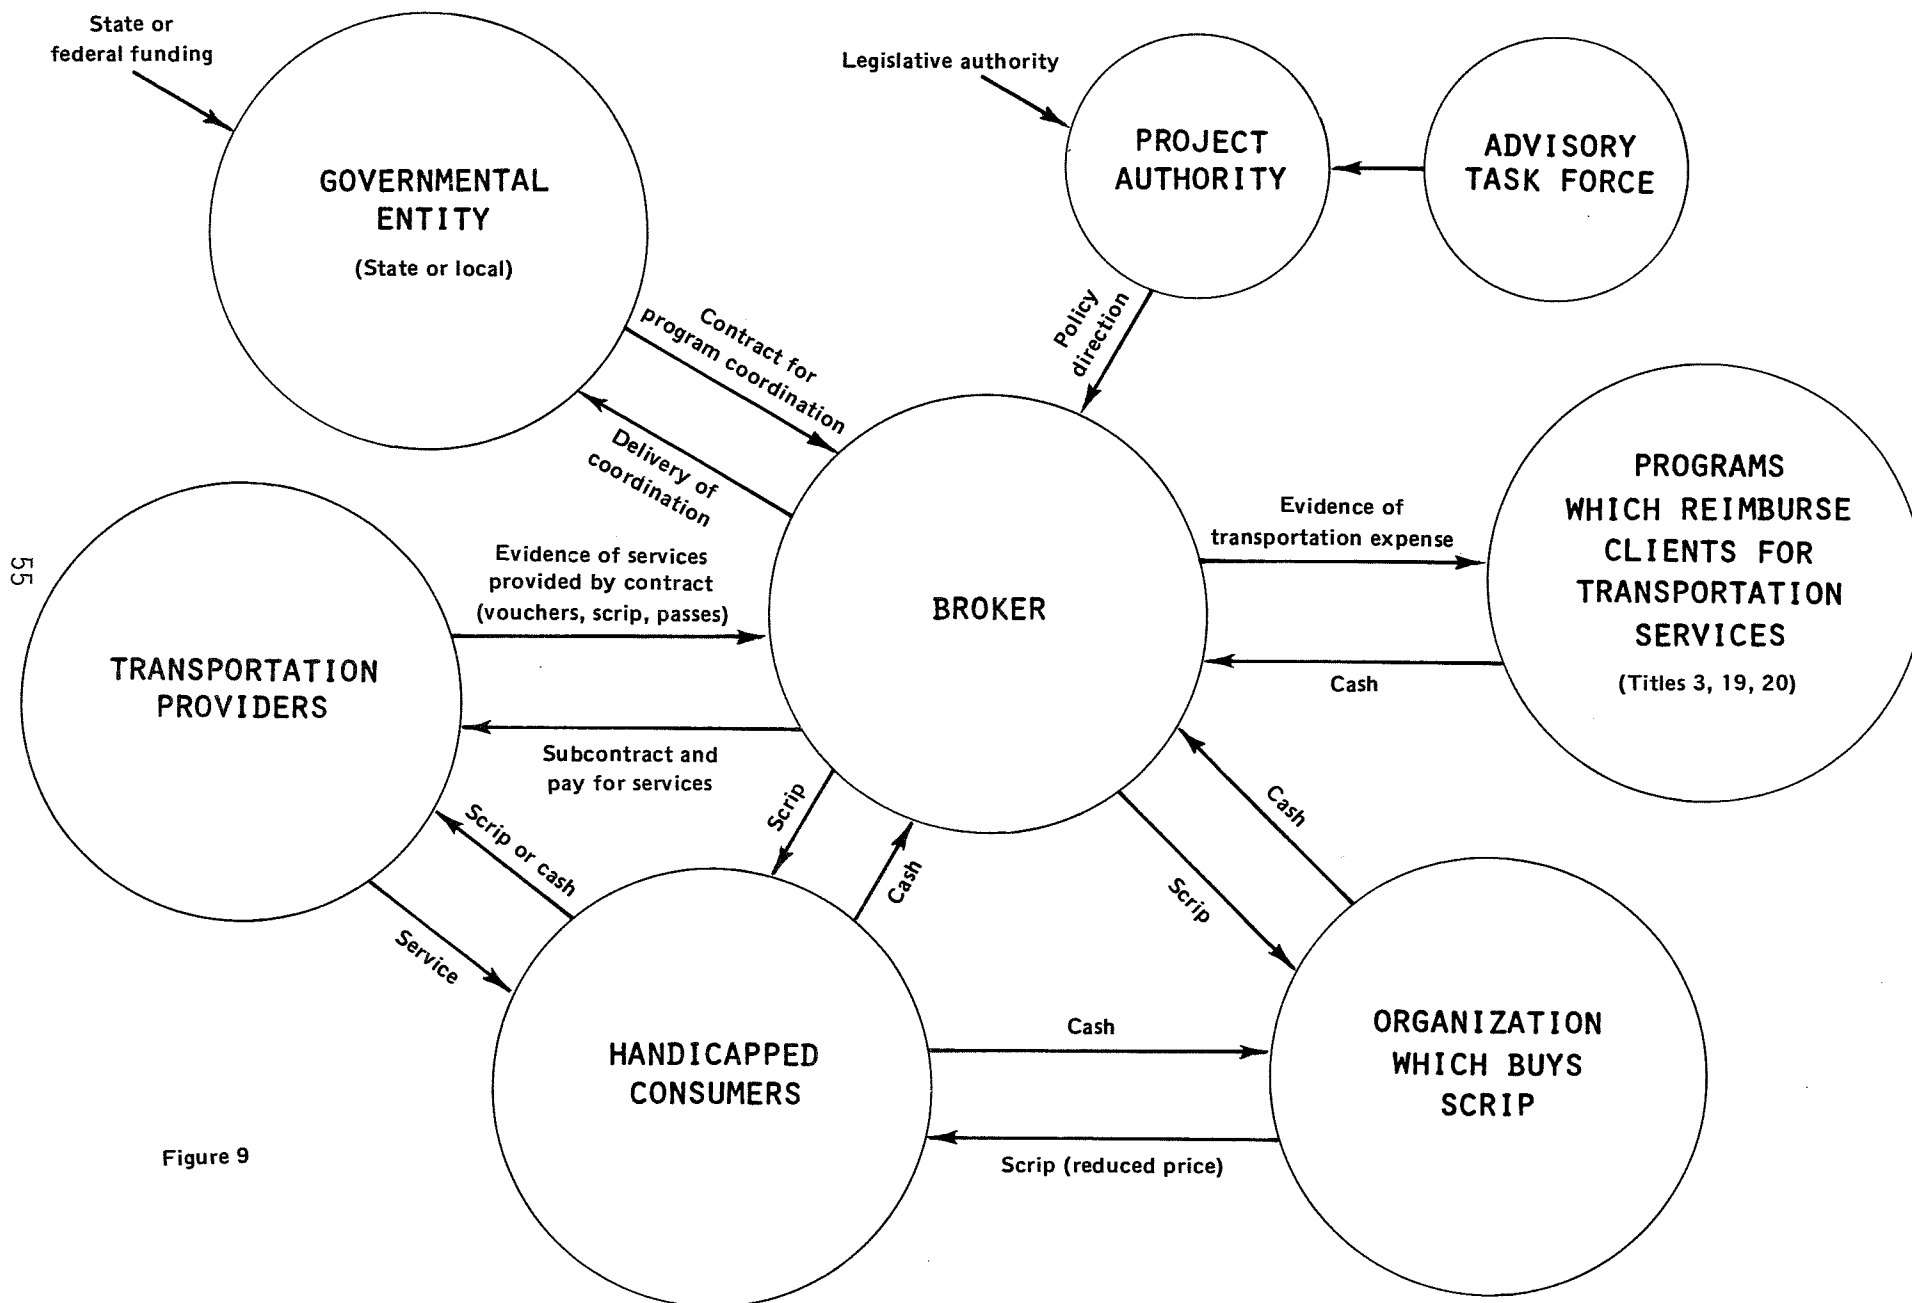 State or
federal funding
Legislative authority
GOVERNMENTAL
ENTITY
(State or local)
PROJECT
AUTHORITY
ADVISORY
TASK FORCE
Policy
direction
Contract for
program coordination
Delivery of
coordination
BROKER
Evidence of
transportation expense
Cash
PROGRAMS
WHICH REIMBURSE
CLIENTS FOR
TRANSPORTATION
SERVICES
(Titles 3, 19, 20)
55
Evidence of services
provided by contract
(vouchers, scrip, passes)
TRANSPORTATION
PROVIDERS
Subcontract and
pay for services
Scrip
Cash
Scrip or cash
Service
Cash
Scrip
HANDICAPPED
CONSUMERS
Cash
Scrip (reduced price)
ORGANIZATION
WHICH BUYS
SCRIP
Figure 9